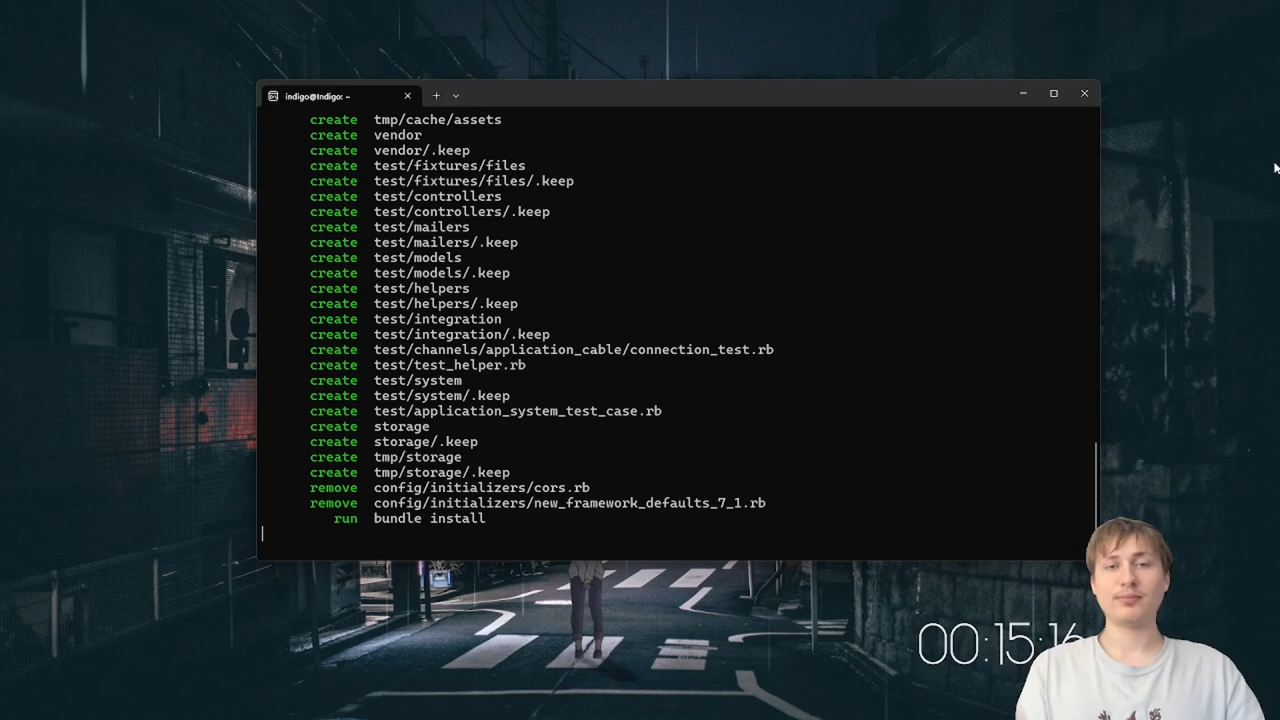 indigo@Indigo: ~
create tmp/cache/assets
create vendor
create vendor/.keep
create test/fixtures/files
create test/fixtures/files/.keep
create test/controllers
create test/controllers/.keep
create test/mailers
create test/mailers/.keep
create test/models
create test/models/.keep
create test/helpers
create test/helpers/.keep
create test/integration
create test/integration/.keep
create test/channels/application_cable/connection_test.rb
create test/test_helper.rb
create test/system
create test/system/.keep
create test/application_system_test_case.rb
create storage
create storage/.keep
create tmp/storage
create tmp/storage/.keep
remove config/initializers/cors.rb
remove config/initializers/new_framework_defaults_7_1.rb
run bundle install
00:15:16